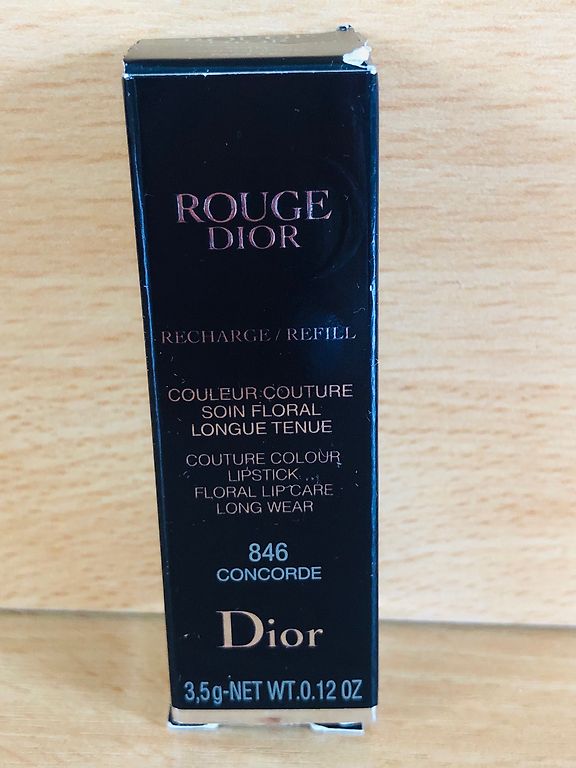 ROUGE
DIOR
RECHARGE / REFILL
COULEUR COUTURE
SOIN FLORAL
LONGUE TENUE
COUTURE COLOUR
LIPSTICK
FLORAL LIP CARE
LONG WEAR
846
CONCORDE
Dior
3,5g-NET WT.0.12 OZ